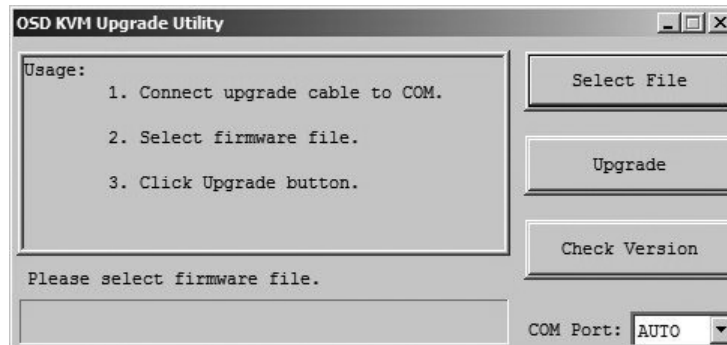 OSD KVM Upgrade Utility
Usage:
1. Connect upgrade cable to COM.
2. Select firmware file.
3. Click Upgrade button.
Select File
Upgrade
Check Version
Please select firmware file.
COM Port: AUTO